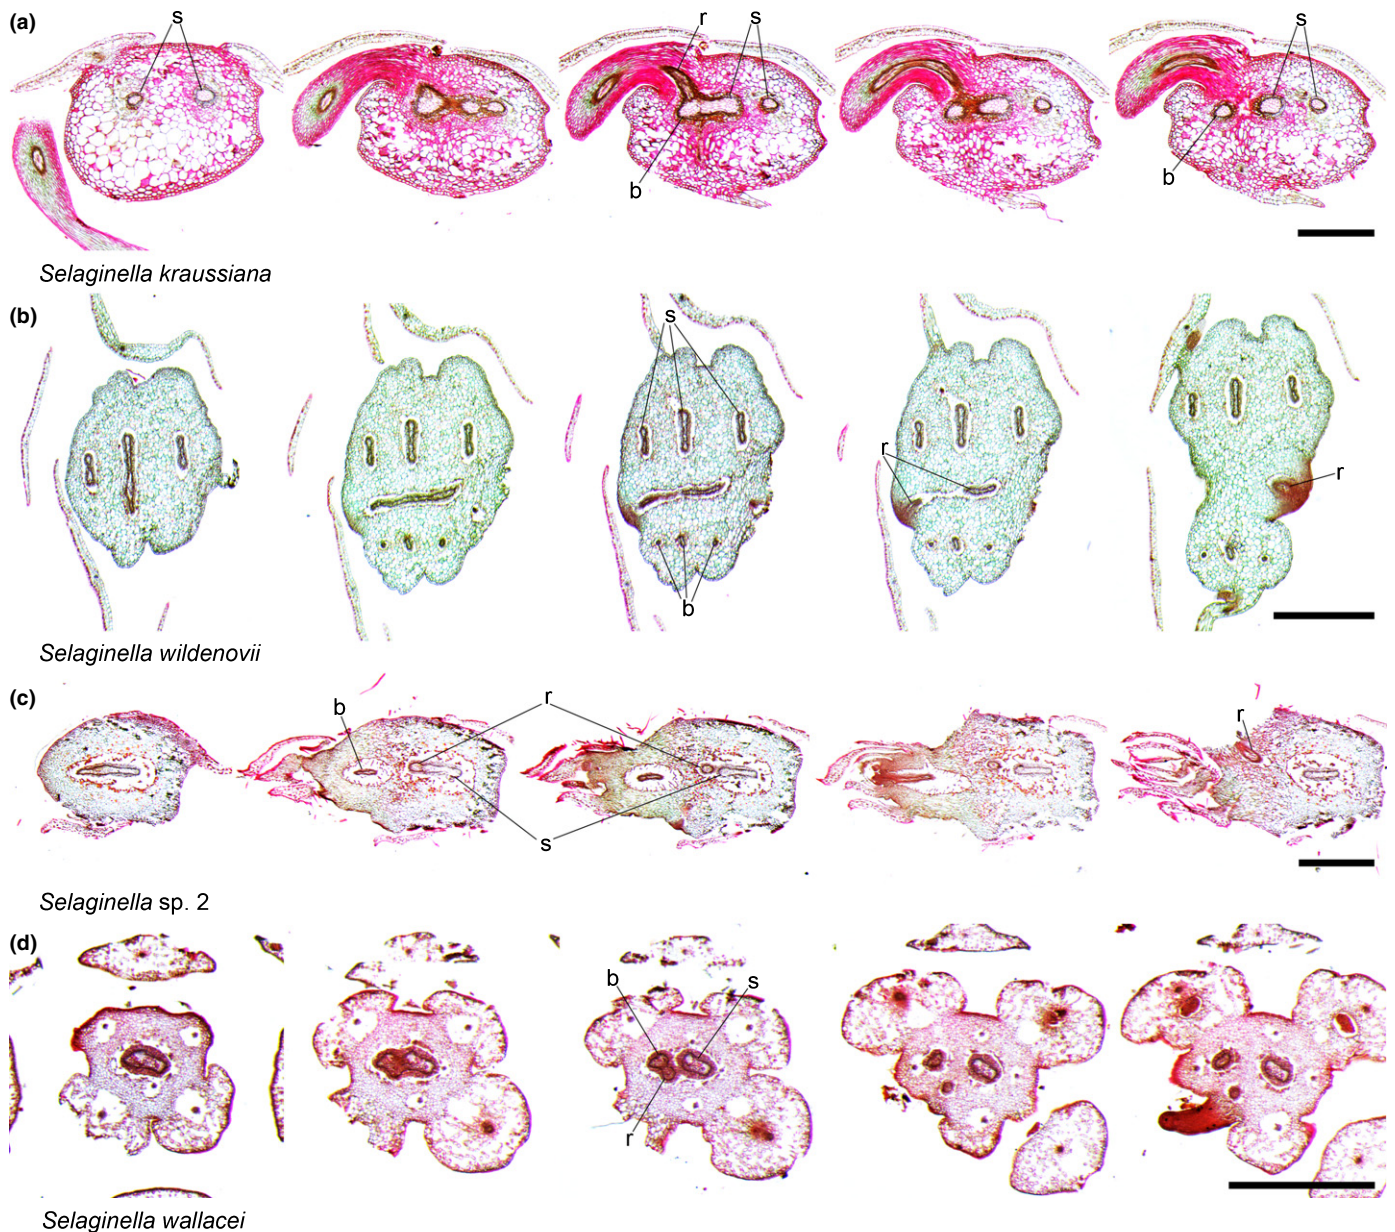 (a)
s
r
s
s
b
b
Selaginella kraussiana
(b)
s
r
r
b
Selaginella wildenovii
(c)
b
r
r
s
Selaginella sp. 2
(d)
b
s
r
Selaginella wallacei